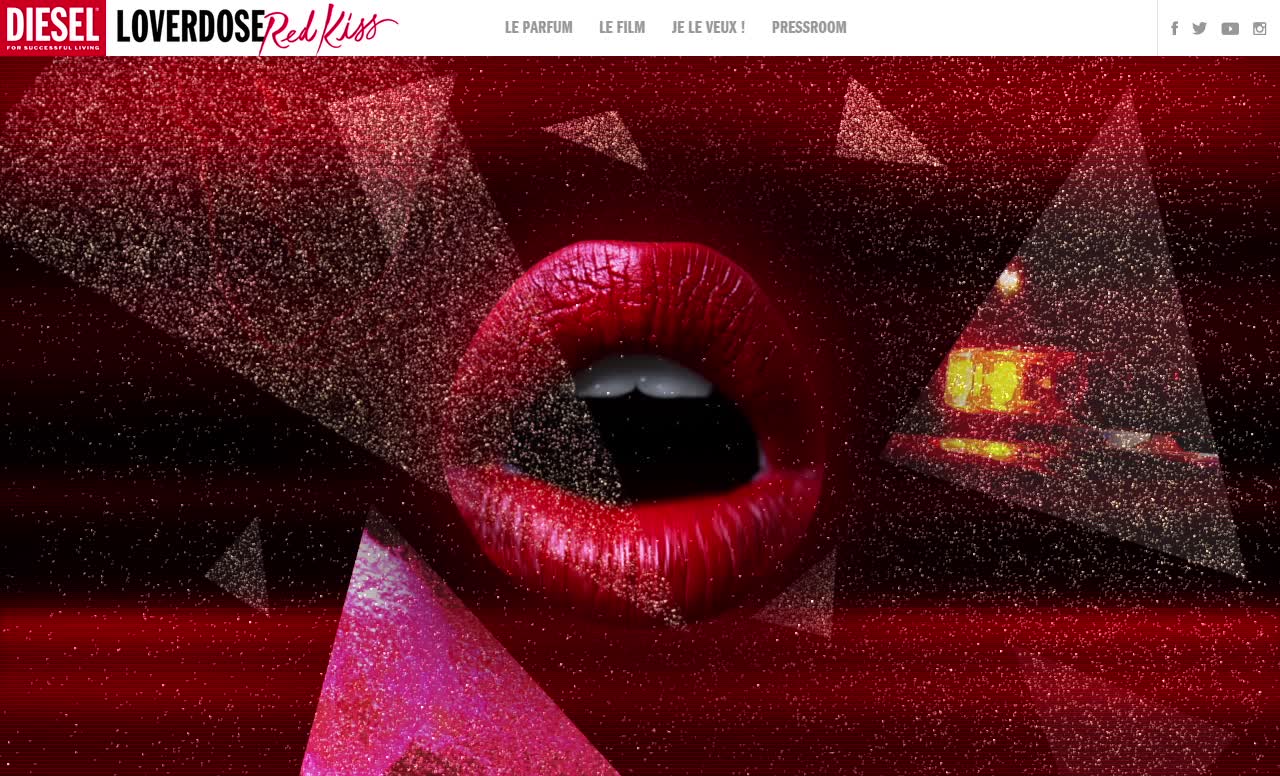 DIESEL
FOR SUCCESSFUL LIVING
LOVERDOSE Red Kiss
LE PARFUM LE FILM JE LE VEUX ! PRESSROOM